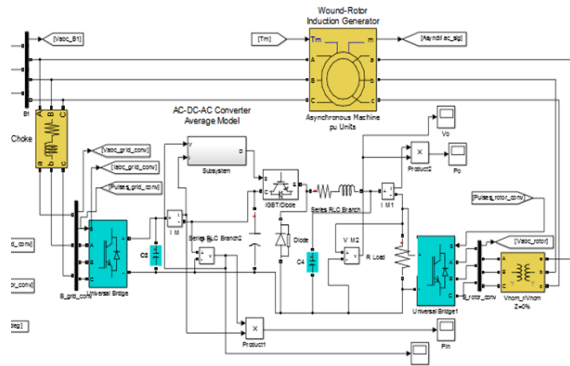 Wound-Rotor
Induction Generator
[Vabc_B1]
[Tm]
Tm
m
[AsynMac_sig]
A
B
C
a
b
c
Asynchronous Machine
pu Units
B1
A B C
Choke
a b c
AC-DC-AC Converter
Average Model
[Vabc_grid_conv]
[Iabc_grid_conv]
[Pulses_grid_conv]
Subsystem
IGBT/Diode
Series RLC Branch
I M1
Vo
Product2
Po
[Pulses_rotor_conv]
[Vabc_rotor]
I M
Series RLC Branch2
Diode
C4
V M2
R Load
Universal Bridge
B_grid_conv
Universal Bridge1
B_rotor_conv
Vnom_r/Vnom
Z=0%
Product1
Pin